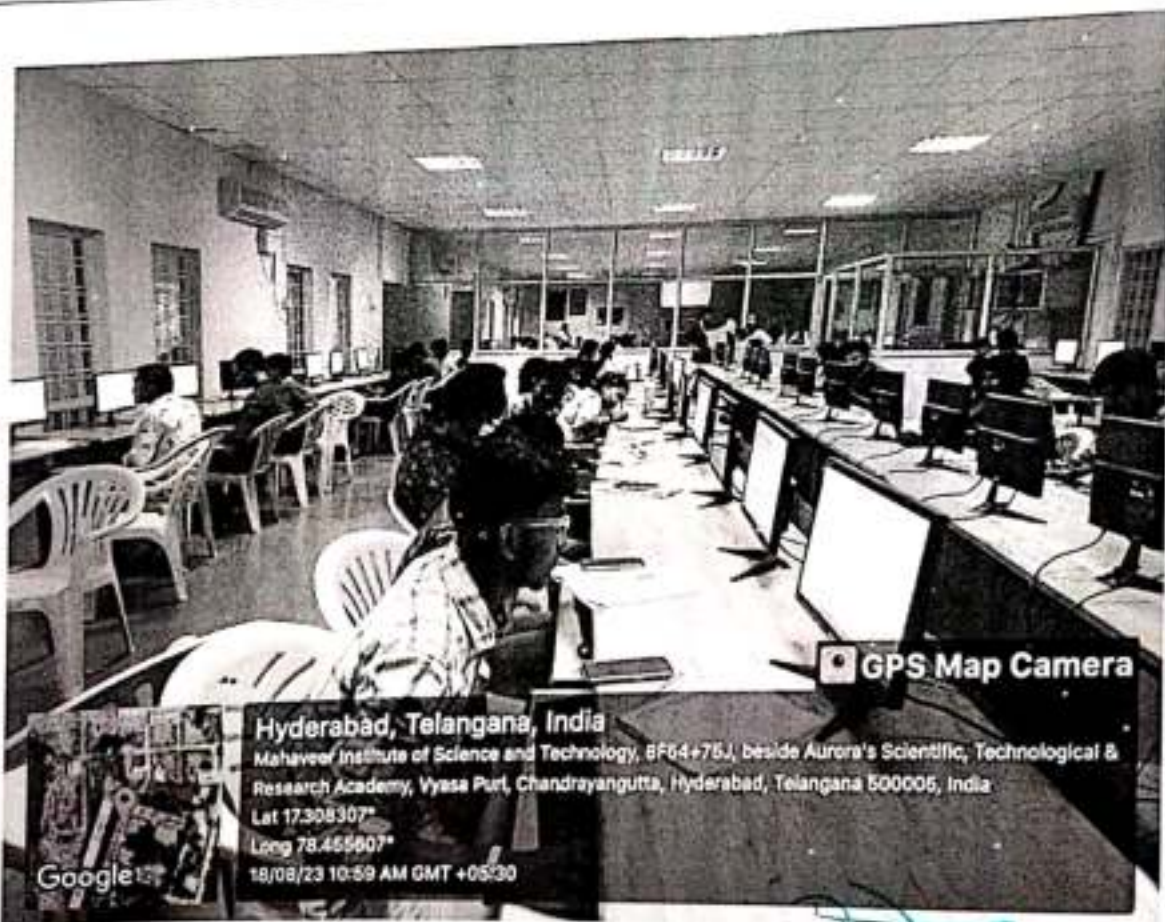 GPS Map Camera
Hyderabad, Telangana, India
Mahaveer Institute of Science and Technology, 8F54+75J, beside Aurora's Scientific, Technological &
Research Academy, Vyasa Puri, Chandrayangutta, Hyderabad, Telangana 500005, India
Lat 17.308307°
Long 78.455607°
18/08/23 10:59 AM GMT +05:30
Google